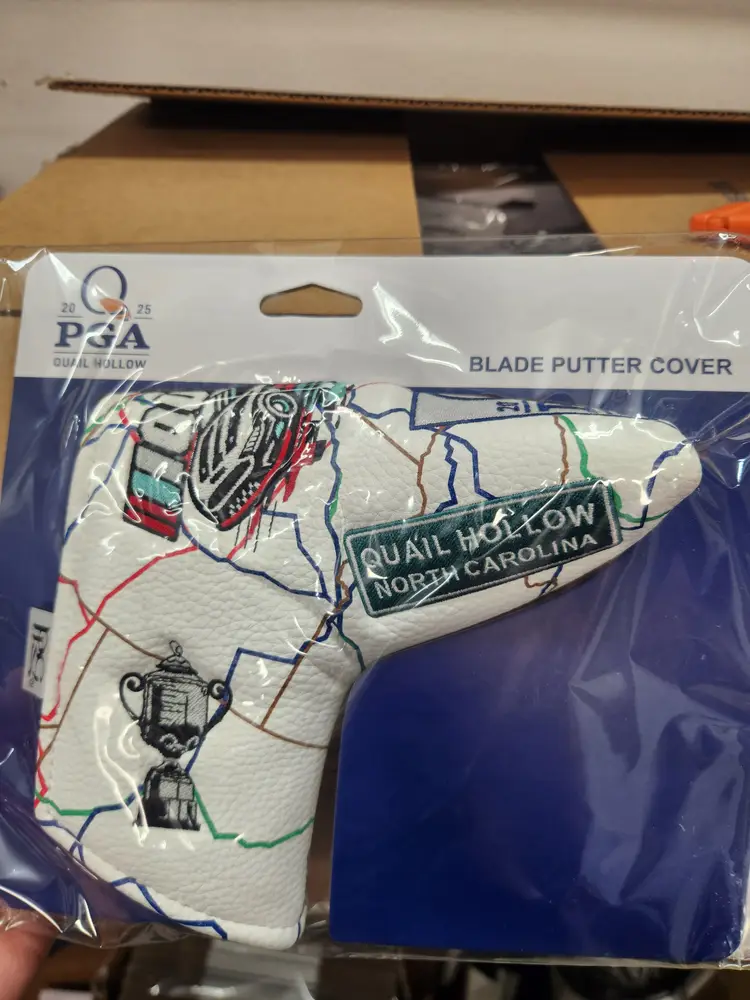 20 25
PGA
QUAIL HOLLOW
BLADE PUTTER COVER
QUAIL HOLLOW
NORTH CAROLINA